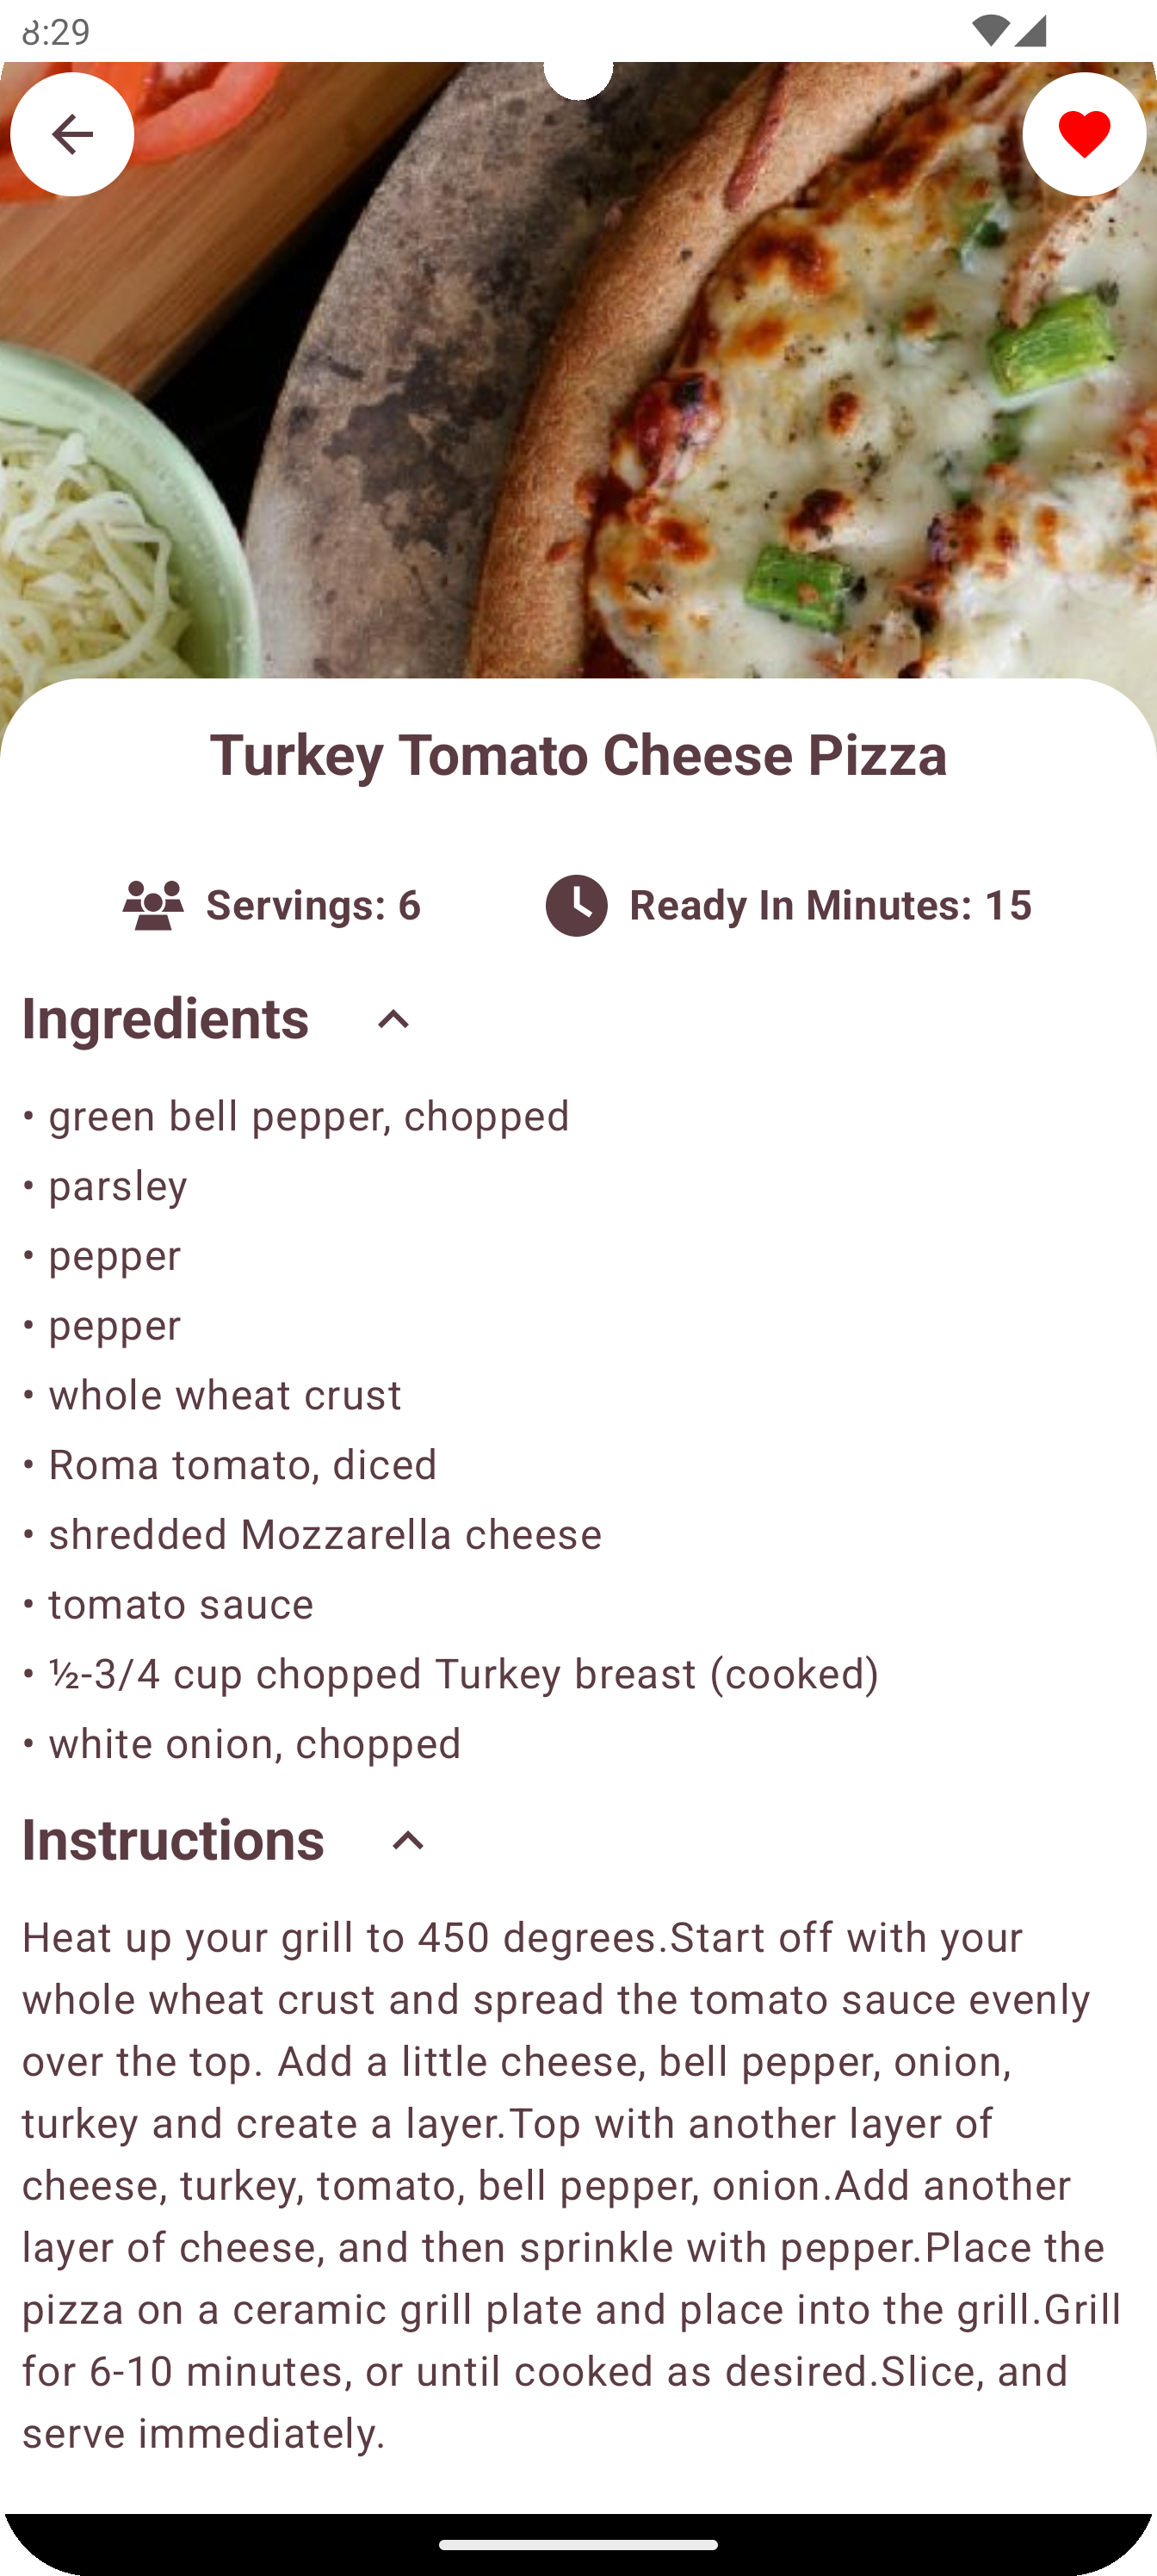 8:29
Turkey Tomato Cheese Pizza
Servings: 6
Ready In Minutes: 15
Ingredients
• green bell pepper, chopped
• parsley
• pepper
• pepper
• whole wheat crust
• Roma tomato, diced
• shredded Mozzarella cheese
• tomato sauce
• ½-3/4 cup chopped Turkey breast (cooked)
• white onion, chopped
Instructions
Heat up your grill to 450 degrees.Start off with your
whole wheat crust and spread the tomato sauce evenly
over the top. Add a little cheese, bell pepper, onion,
turkey and create a layer.Top with another layer of
cheese, turkey, tomato, bell pepper, onion.Add another
layer of cheese, and then sprinkle with pepper.Place the
pizza on a ceramic grill plate and place into the grill.Grill
for 6-10 minutes, or until cooked as desired.Slice, and
serve immediately.